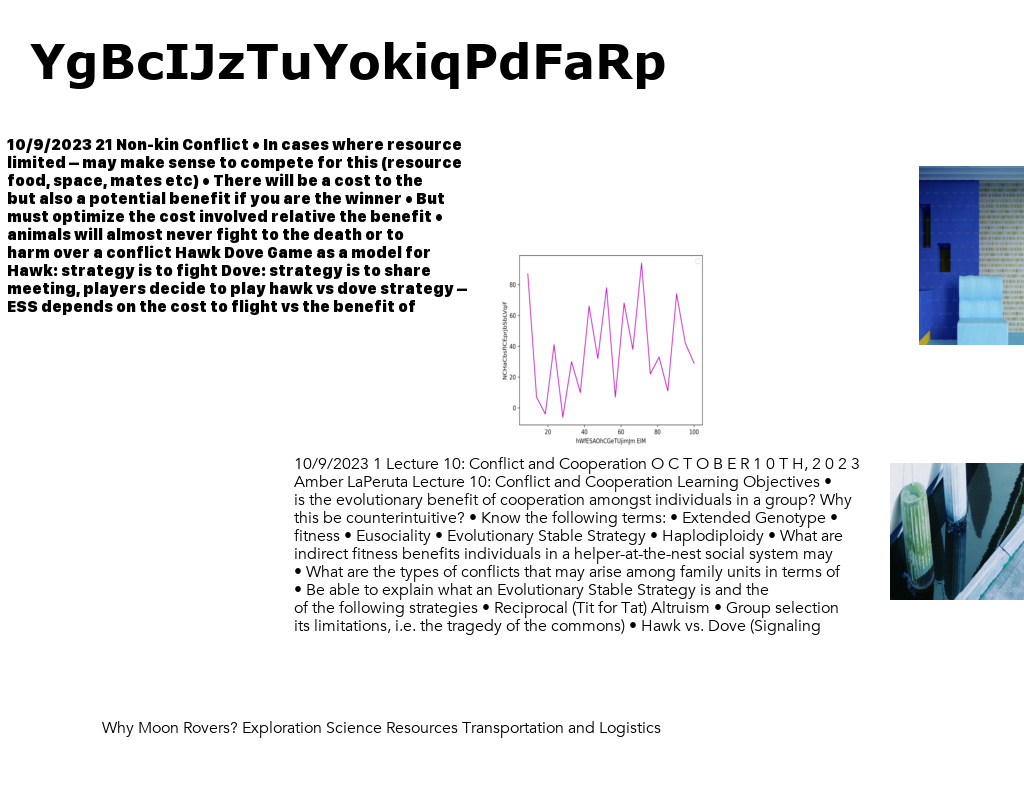 YgBcIJzTuYokiqPdFaRp
10/9/2023 21 Non-kin Conflict • In cases where resource
limited – may make sense to compete for this (resource
food, space, mates etc) • There will be a cost to the
but also a potential benefit if you are the winner • But
must optimize the cost involved relative the benefit •
animals will almost never fight to the death or to
harm over a conflict Hawk Dove Game as a model for
Hawk: strategy is to fight Dove: strategy is to share
meeting, players decide to play hawk vs dove strategy –
ESS depends on the cost to flight vs the benefit of
80
60
40
20
0
20 40 60 80 100
10/9/2023 1 Lecture 10: Conflict and Cooperation O C T O B E R 1 0 T H, 2 0 2 3
Amber LaPeruta Lecture 10: Conflict and Cooperation Learning Objectives •
is the evolutionary benefit of cooperation amongst individuals in a group? Why
this be counterintuitive? • Know the following terms: • Extended Genotype •
fitness • Eusociality • Evolutionary Stable Strategy • Haplodiploidy • What are
indirect fitness benefits individuals in a helper-at-the-nest social system may
• What are the types of conflicts that may arise among family units in terms of
• Be able to explain what an Evolutionary Stable Strategy is and the
of the following strategies • Reciprocal (Tit for Tat) Altruism • Group selection
its limitations, i.e. the tragedy of the commons) • Hawk vs. Dove (Signaling
Why Moon Rovers? Exploration Science Resources Transportation and Logistics